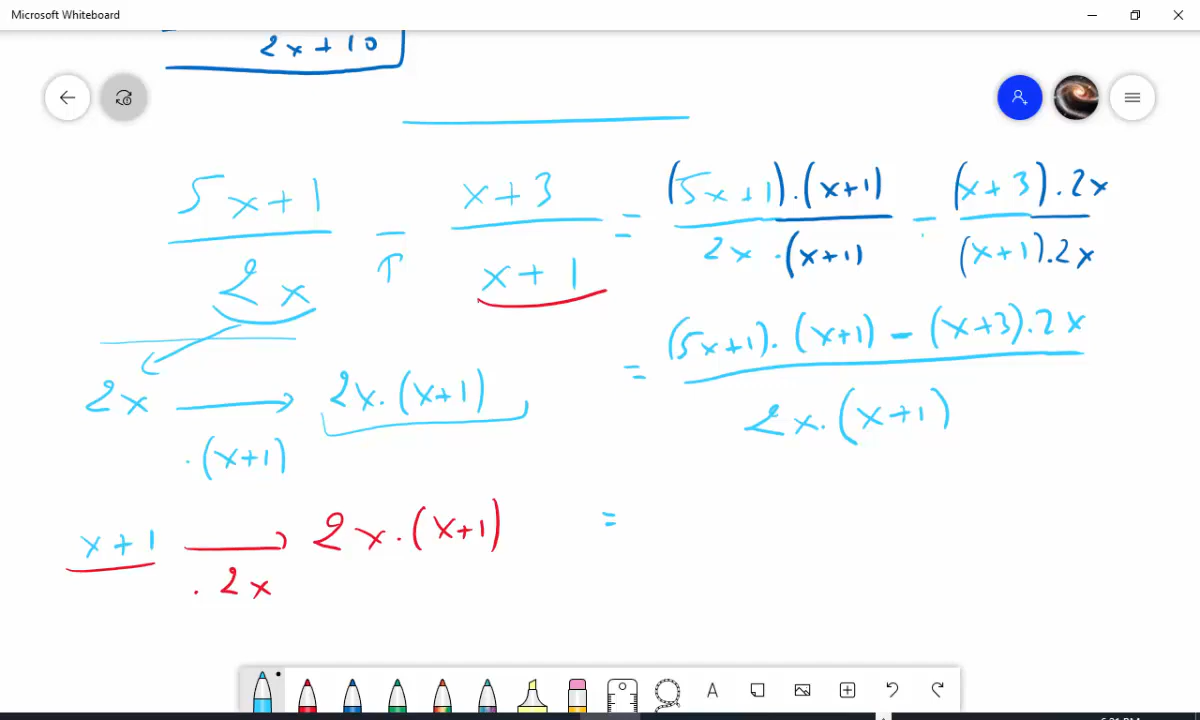 Microsoft Whiteboard
2x + 10
5x+1 / 2x - x+3 / x+1 = (5x+1).(x+1) / 2x.(x+1) - (x+3).2x / (x+1).2x
= (5x+1).(x+1) - (x+3).2x / 2x.(x+1)
2x → 2x.(x+1)
.(x+1)
x+1 → 2x.(x+1)
.2x
=
A